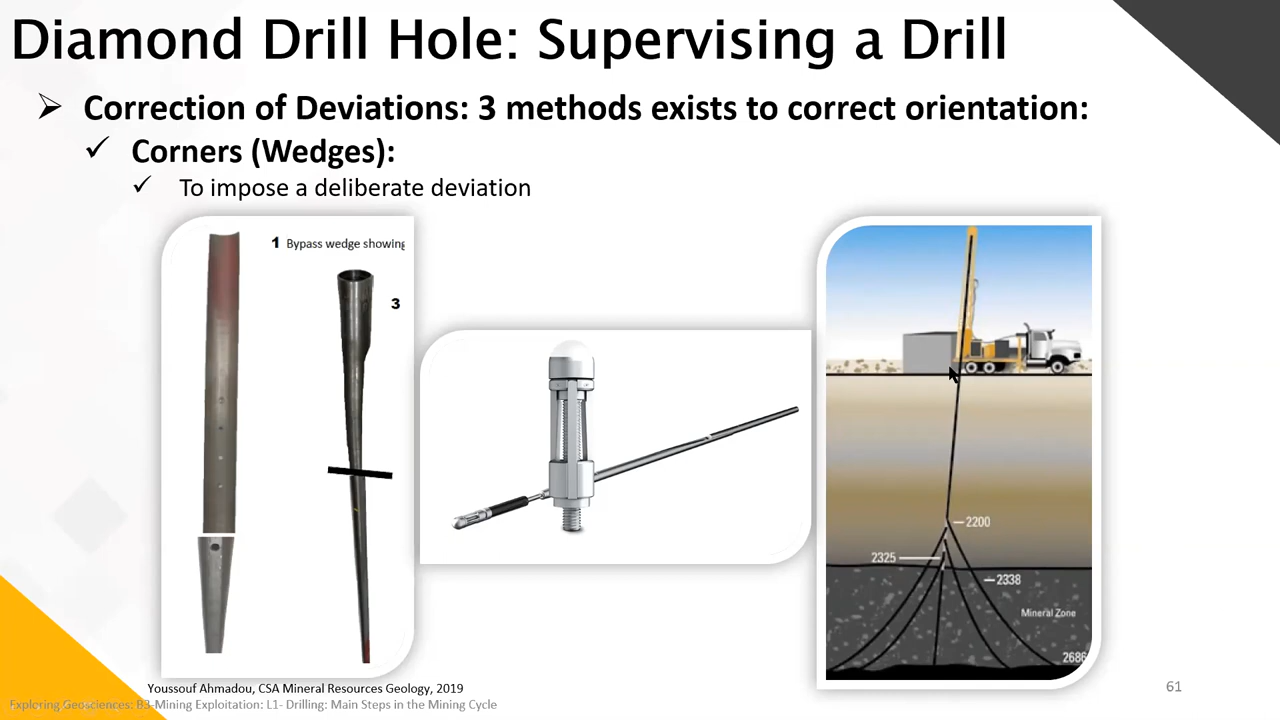 Diamond Drill Hole: Supervising a Drill
Correction of Deviations: 3 methods exists to correct orientation:
Corners (Wedges):
To impose a deliberate deviation
1 Bypass wedge showing
3
2200
2325
2338
Mineral Zone
2686
Youssouf Ahmadou, CSA Mineral Resources Geology, 2019
61
Exploring Geosciences: B3-Mining Exploitation: L1- Drilling: Main Steps in the Mining Cycle